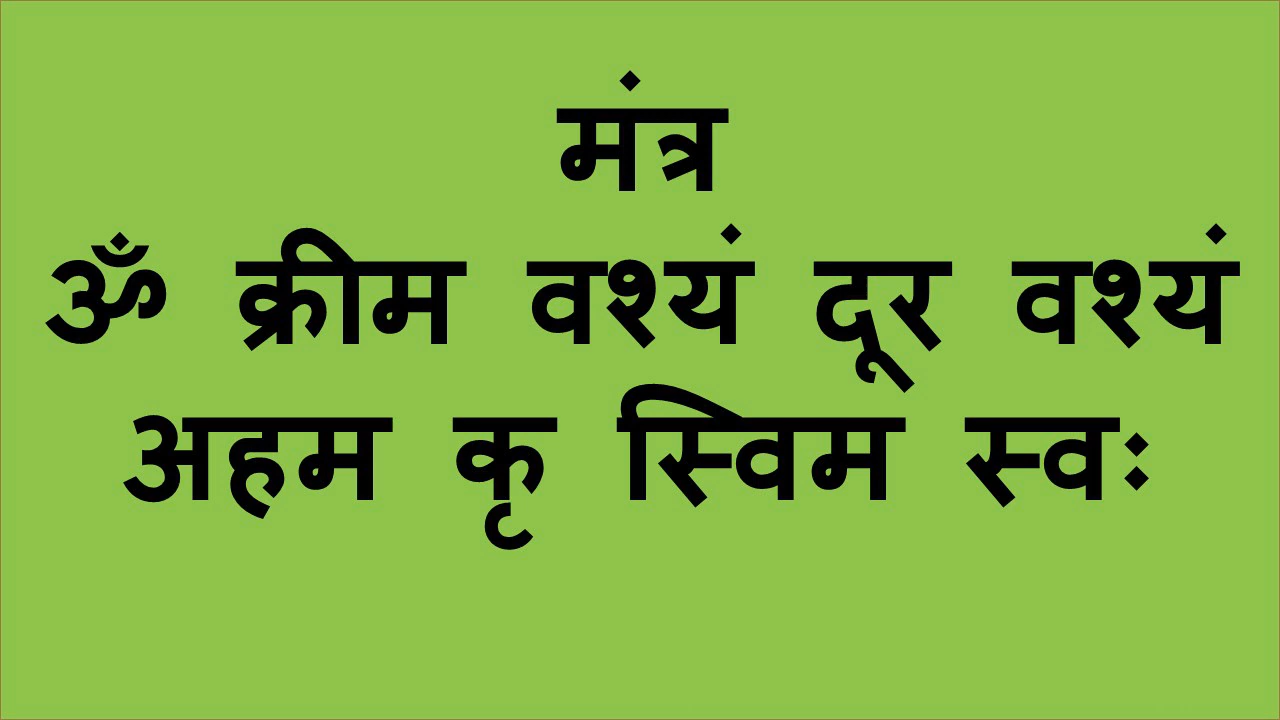 मंत्र
ॐ क्रीम वश्यं दूर वश्यं
अहम कृ स्विम स्वः